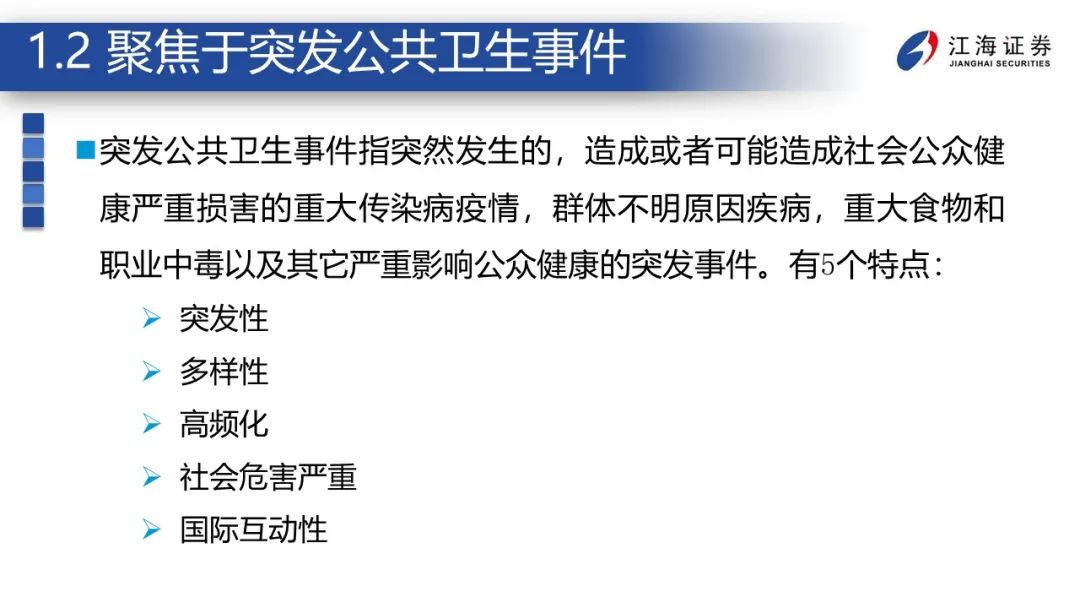 1.2 聚焦于突发公共卫生事件
江海证券
JIANGHAI SECURITIES
突发公共卫生事件指突然发生的，造成或者可能造成社会公众健
康严重损害的重大传染病疫情，群体不明原因疾病，重大食物和
职业中毒以及其它严重影响公众健康的突发事件。有5个特点：
突发性
多样性
高频化
社会危害严重
国际互动性